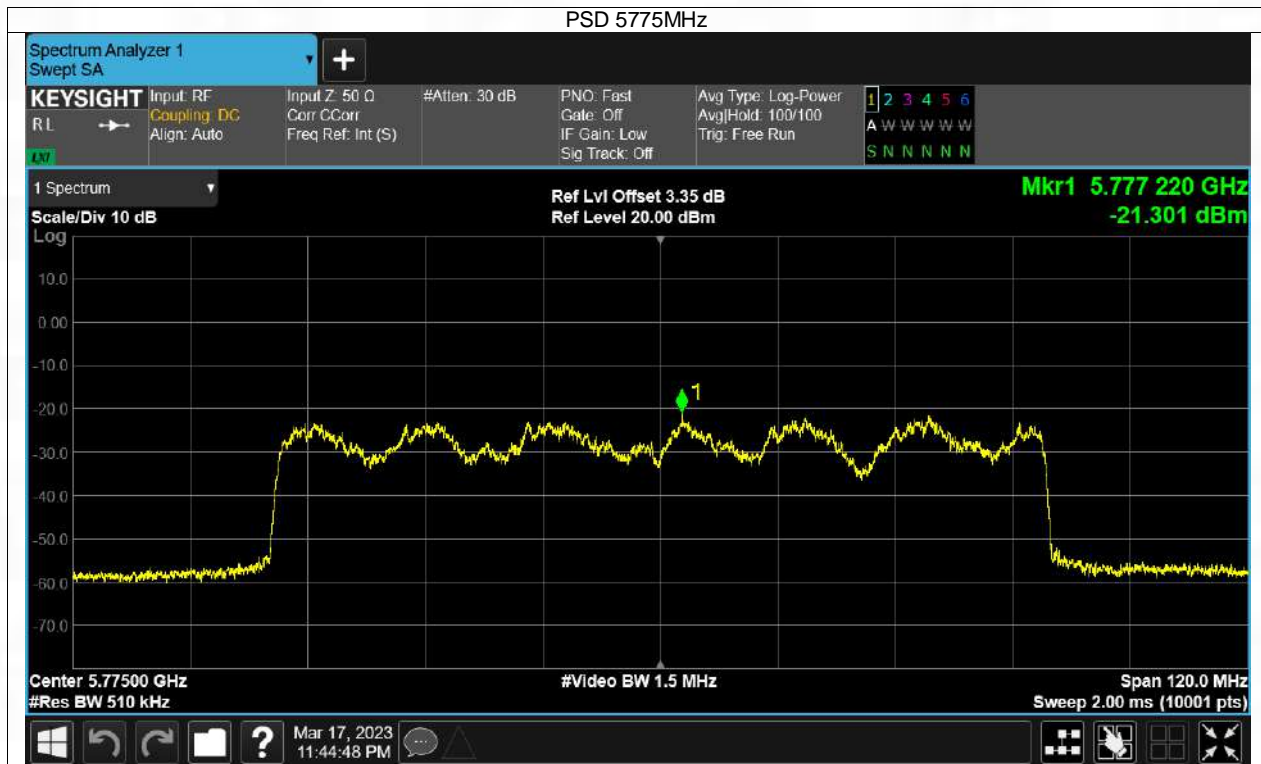 PSD 5775MHz
Spectrum Analyzer 1
Swept SA
KEYSIGHT
RL
LXI
Input: RF
Coupling: DC
Align: Auto
Input Z: 50 Ω
Corr CCorr
Freq Ref: Int (S)
#Atten: 30 dB
PNO: Fast
Gate: Off
IF Gain: Low
Sig Track: Off
Avg Type: Log-Power
Avg|Hold: 100/100
Trig: Free Run
1 2 3 4 5 6
A W W W W W
S N N N N N
1 Spectrum
Scale/Div 10 dB
Log
Ref Lvl Offset 3.35 dB
Ref Level 20.00 dBm
Mkr1 5.777 220 GHz
-21.301 dBm
10.0
0.00
-10.0
1
-20.0
-30.0
-40.0
-50.0
-60.0
-70.0
Center 5.77500 GHz
#Res BW 510 kHz
#Video BW 1.5 MHz
Span 120.0 MHz
Sweep 2.00 ms (10001 pts)
?
Mar 17, 2023
11:44:48 PM